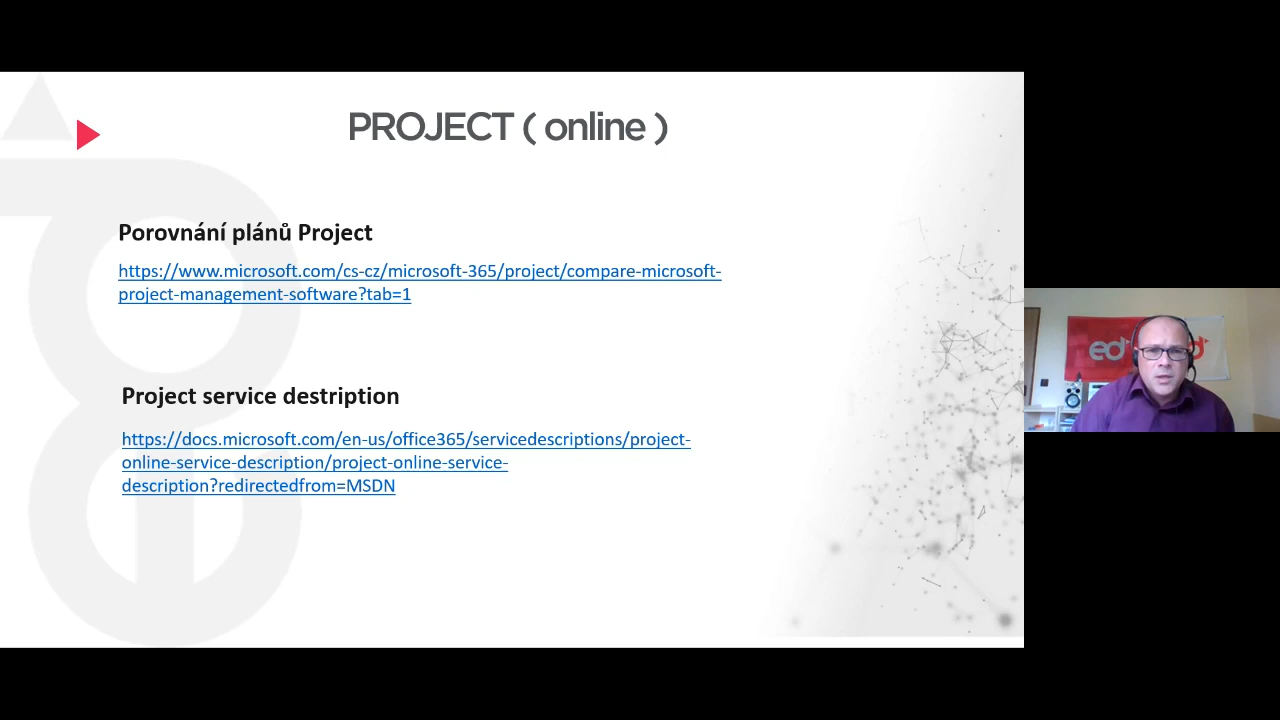 PROJECT ( online )
Porovnání plánů Project
https://www.microsoft.com/cs-cz/microsoft-365/project/compare-microsoft-
project-management-software?tab=1
Project service destription
https://docs.microsoft.com/en-us/office365/servicedescriptions/project-
online-service-description/project-online-service-
description?redirectedfrom=MSDN
ed